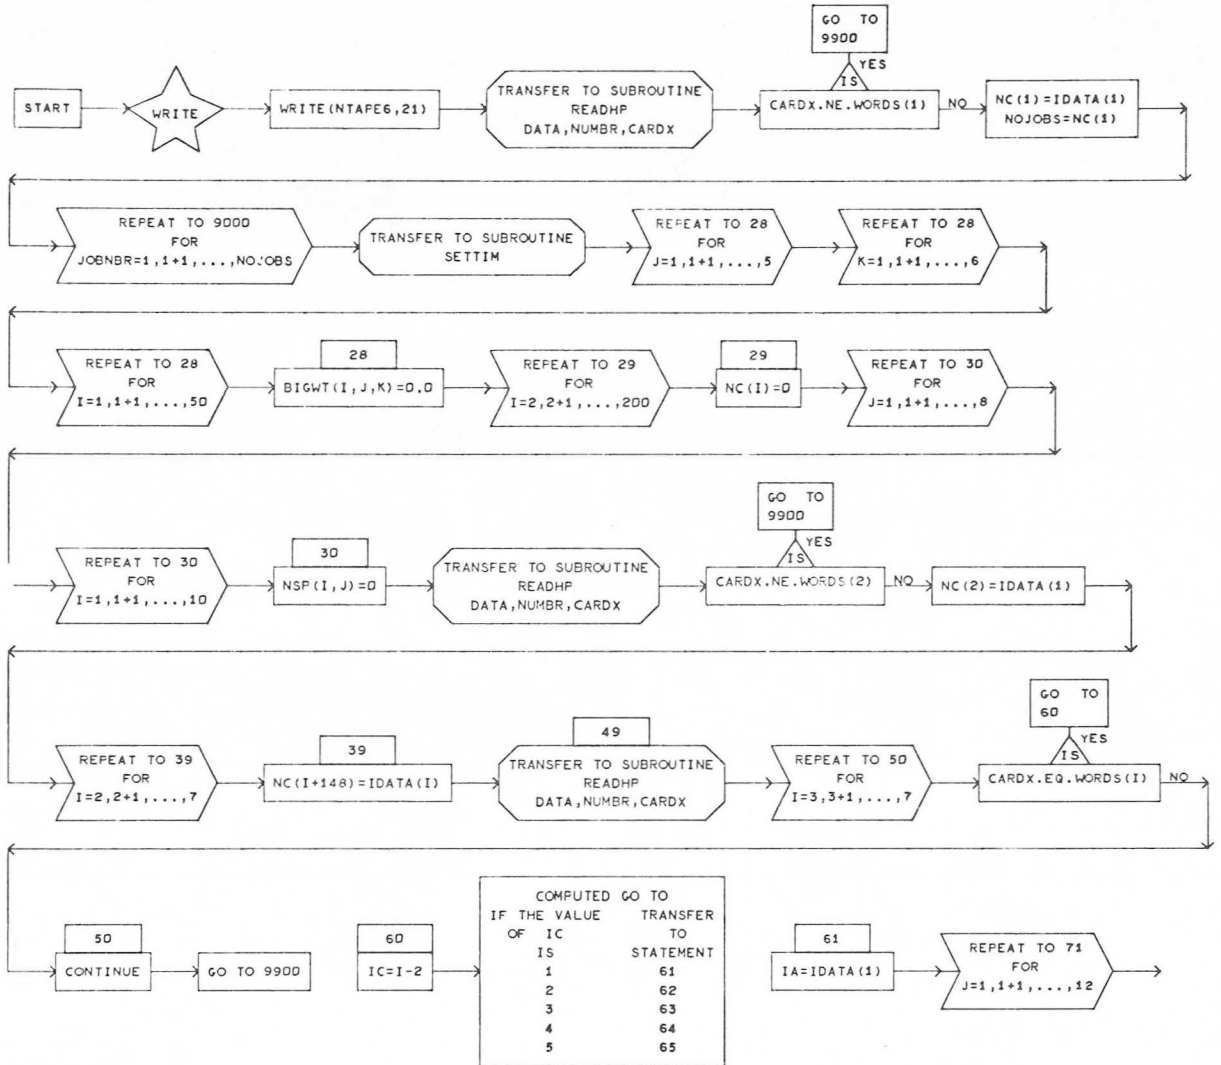 GO TO
9900
YES
IS
START
WRITE
WRITE(NTAPE6,21)
TRANSFER TO SUBROUTINE
READHP
DATA,NUMBR,CARDX
CARDX.NE.WORDS(1)
NO
NC(1)=IDATA(1)
NOJOBS=NC(1)
REPEAT TO 9000
FOR
JOBNBR=1,1+1,...,NOJOBS
TRANSFER TO SUBROUTINE
SETTIM
REPEAT TO 28
FOR
J=1,1+1,...,5
REPEAT TO 28
FOR
K=1,1+1,...,6
REPEAT TO 28
FOR
I=1,1+1,...,50
28
BIGWT(I,J,K)=0.0
REPEAT TO 29
FOR
I=2,2+1,...,200
29
NC(I)=0
REPEAT TO 30
FOR
J=1,1+1,...,8
REPEAT TO 30
FOR
I=1,1+1,...,10
30
NSP(I,J)=0
TRANSFER TO SUBROUTINE
READHP
DATA,NUMBR,CARDX
GO TO
9900
YES
IS
CARDX.NE.WORDS(2)
NO
NC(2)=IDATA(1)
REPEAT TO 39
FOR
I=2,2+1,...,7
39
NC(I+148)=IDATA(I)
49
TRANSFER TO SUBROUTINE
READHP
DATA,NUMBR,CARDX
REPEAT TO 50
FOR
I=3,3+1,...,7
GO TO
60
YES
IS
CARDX.EQ.WORDS(I)
NO
50
CONTINUE
GO TO 9900
60
IC=I-2
COMPUTED GO TO
IF THE VALUE TRANSFER
OF IC TO
IS STATEMENT
1 61
2 62
3 63
4 64
5 65
61
IA=IDATA(1)
REPEAT TO 71
FOR
J=1,1+1,...,12